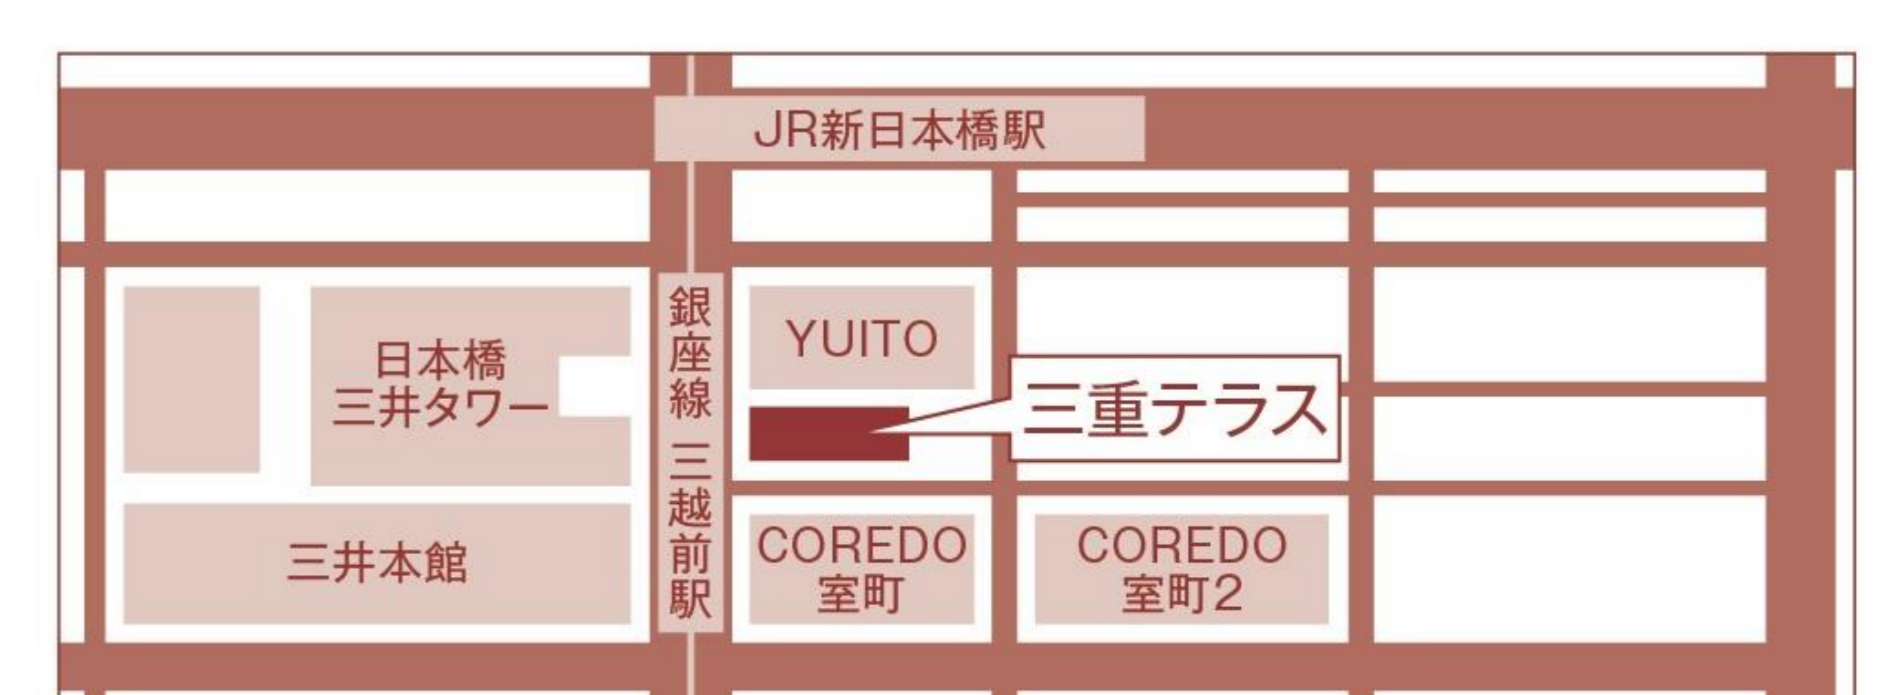 JR新日本橋駅
日本橋
三井タワー
三井本館
銀座線 三越前駅
YUITO
三重テラス
COREDO
室町
COREDO
室町2